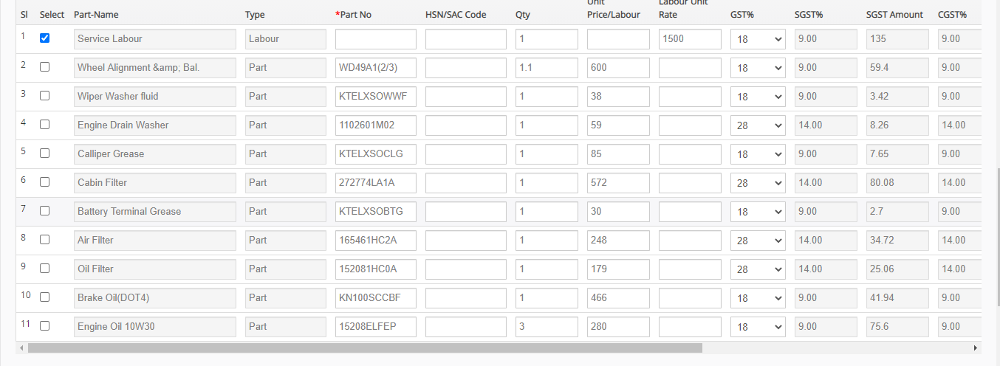 Unit Labour Unit
Sl Select Part-Name Type *Part No HSN/SAC Code Qty Price/Labour Rate GST% SGST% SGST Amount CGST%
1 Service Labour Labour 1 1500 18 9.00 135 9.00
2 Wheel Alignment &amp; Bal. Part WD49A1(2/3) 1.1 600 18 9.00 59.4 9.00
3 Wiper Washer fluid Part KTELXSOWWF 1 38 18 9.00 3.42 9.00
4 Engine Drain Washer Part 1102601M02 1 59 28 14.00 8.26 14.00
5 Calliper Grease Part KTELXSOCLG 1 85 18 9.00 7.65 9.00
6 Cabin Filter Part 272774LA1A 1 572 28 14.00 80.08 14.00
7 Battery Terminal Grease Part KTELXSOBTG 1 30 18 9.00 2.7 9.00
8 Air Filter Part 165461HC2A 1 248 28 14.00 34.72 14.00
9 Oil Filter Part 152081HC0A 1 179 28 14.00 25.06 14.00
10 Brake Oil(DOT4) Part KN100SCCBF 1 466 18 9.00 41.94 9.00
11 Engine Oil 10W30 Part 15208ELFEP 3 280 18 9.00 75.6 9.00